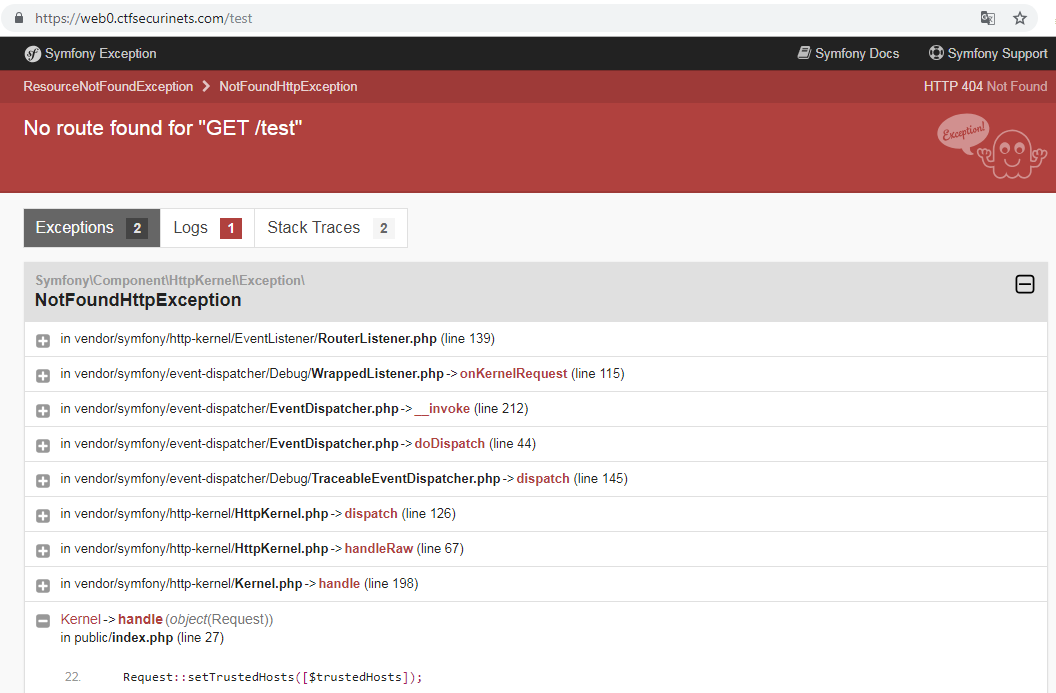 https://web0.ctfsecurinets.com/test
Symfony Exception Symfony Docs Symfony Support
ResourceNotFoundException NotFoundHttpException HTTP 404 Not Found
No route found for "GET /test"
Exception!
Exceptions 2 Logs 1 Stack Traces 2
Symfony\Component\HttpKernel\Exception\
NotFoundHttpException
in vendor/symfony/http-kernel/EventListener/RouterListener.php (line 139)
in vendor/symfony/event-dispatcher/Debug/WrappedListener.php->onKernelRequest (line 115)
in vendor/symfony/event-dispatcher/EventDispatcher.php->__invoke (line 212)
in vendor/symfony/event-dispatcher/EventDispatcher.php->doDispatch (line 44)
in vendor/symfony/event-dispatcher/Debug/TraceableEventDispatcher.php->dispatch (line 145)
in vendor/symfony/http-kernel/HttpKernel.php->dispatch (line 126)
in vendor/symfony/http-kernel/HttpKernel.php->handleRaw (line 67)
in vendor/symfony/http-kernel/Kernel.php->handle (line 198)
Kernel->handle(object(Request))
in public/index.php (line 27)
22. Request::setTrustedHosts([$trustedHosts]);